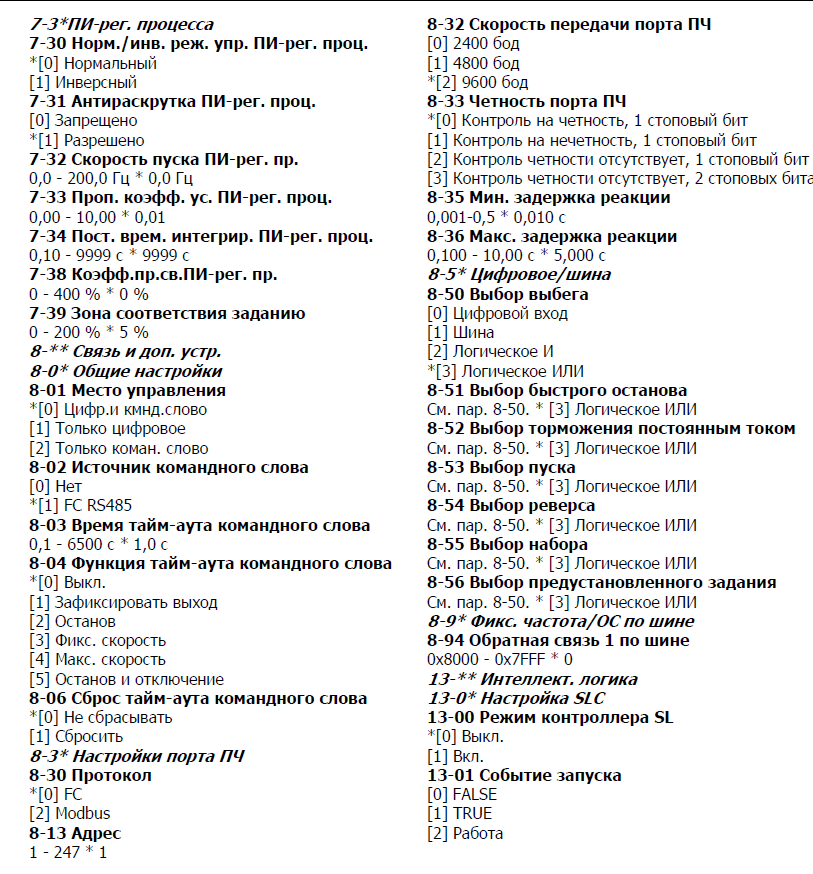 7-3*ПИ-рег. процесса
7-30 Норм./инв. реж. упр. ПИ-рег. проц.
*[0] Нормальный
[1] Инверсный
7-31 Антираскрутка ПИ-рег. проц.
[0] Запрещено
*[1] Разрешено
7-32 Скорость пуска ПИ-рег. пр.
0,0 - 200,0 Гц * 0,0 Гц
7-33 Проп. коэфф. ус. ПИ-рег. проц.
0,00 - 10,00 * 0,01
7-34 Пост. врем. интегрир. ПИ-рег. проц.
0,10 - 9999 с * 9999 с
7-38 Коэфф.пр.св.ПИ-рег. пр.
0 - 400 % * 0 %
7-39 Зона соответствия заданию
0 - 200 % * 5 %
8-** Связь и доп. устр.
8-0* Общие настройки
8-01 Место управления
*[0] Цифр.и кмнд.слово
[1] Только цифровое
[2] Только коман. слово
8-02 Источник командного слова
[0] Нет
*[1] FC RS485
8-03 Время тайм-аута командного слова
0,1 - 6500 с * 1,0 с
8-04 Функция тайм-аута командного слова
*[0] Выкл.
[1] Зафиксировать выход
[2] Останов
[3] Фикс. скорость
[4] Макс. скорость
[5] Останов и отключение
8-06 Сброс тайм-аута командного слова
*[0] Не сбрасывать
[1] Сбросить
8-3* Настройки порта ПЧ
8-30 Протокол
*[0] FC
[2] Modbus
8-13 Адрес
1 - 247 * 1
8-32 Скорость передачи порта ПЧ
[0] 2400 бод
[1] 4800 бод
*[2] 9600 бод
8-33 Четность порта ПЧ
*[0] Контроль на четность, 1 стоповый бит
[1] Контроль на нечетность, 1 стоповый бит
[2] Контроль четности отсутствует, 1 стоповый бит
[3] Контроль четности отсутствует, 2 стоповых бита
8-35 Мин. задержка реакции
0,001-0,5 * 0,010 с
8-36 Макс. задержка реакции
0,100 - 10,00 с * 5,000 с
8-5* Цифровое/шина
8-50 Выбор выбега
[0] Цифровой вход
[1] Шина
[2] Логическое И
*[3] Логическое ИЛИ
8-51 Выбор быстрого останова
См. пар. 8-50. * [3] Логическое ИЛИ
8-52 Выбор торможения постоянным током
См. пар. 8-50. * [3] Логическое ИЛИ
8-53 Выбор пуска
См. пар. 8-50. * [3] Логическое ИЛИ
8-54 Выбор реверса
См. пар. 8-50. * [3] Логическое ИЛИ
8-55 Выбор набора
См. пар. 8-50. * [3] Логическое ИЛИ
8-56 Выбор предустановленного задания
См. пар. 8-50. * [3] Логическое ИЛИ
8-9* Фикс. частота/ОС по шине
8-94 Обратная связь 1 по шине
0x8000 - 0x7FFF * 0
13-** Интеллект. логика
13-0* Настройка SLC
13-00 Режим контроллера SL
*[0] Выкл.
[1] Вкл.
13-01 Событие запуска
[0] FALSE
[1] TRUE
[2] Работа